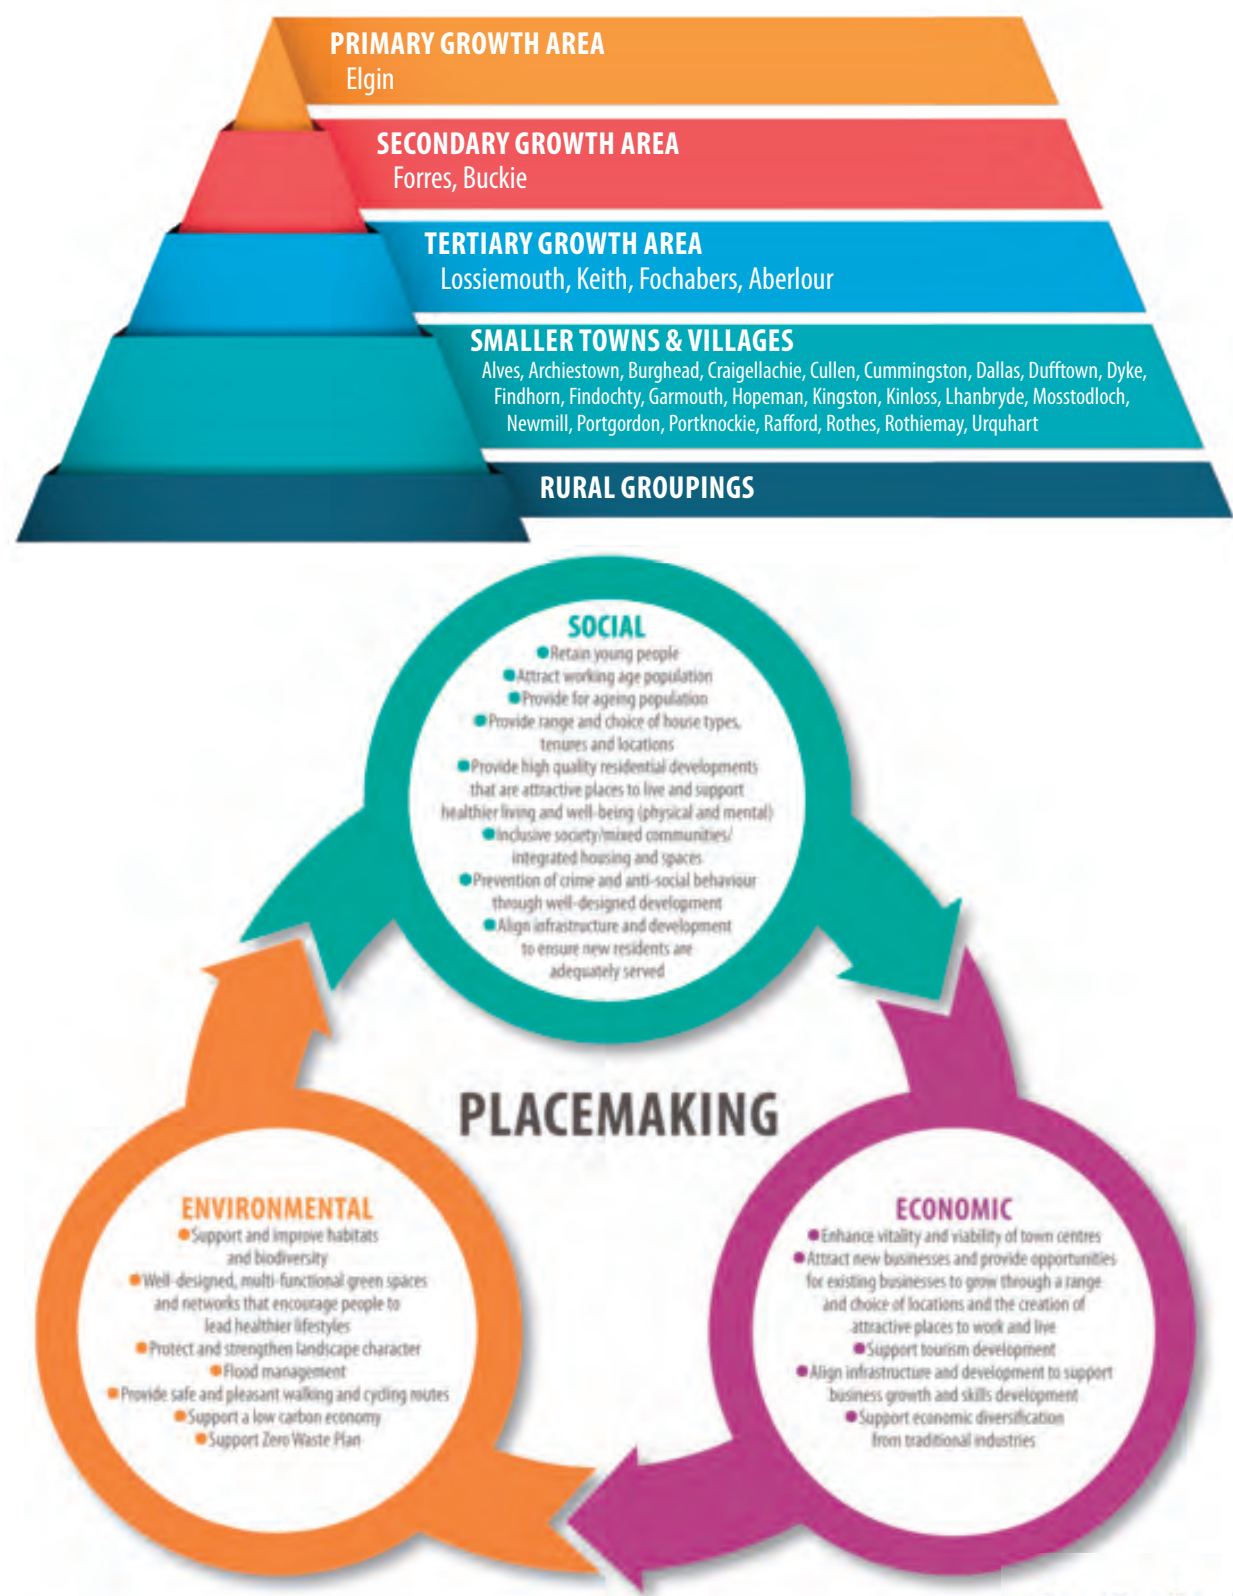 PRIMARY GROWTH AREA
Elgin
SECONDARY GROWTH AREA
Forres, Buckie
TERTIARY GROWTH AREA
Lossiemouth, Keith, Fochabers, Aberlour
SMALLER TOWNS & VILLAGES
Alves, Archiestown, Burghead, Craigellachie, Cullen, Cummingston, Dallas, Dufftown, Dyke,
Findhorn, Findochty, Garmouth, Hopeman, Kingston, Kinloss, Lhanbryde, Mosstodloch,
Newmill, Portgordon, Portknockie, Rafford, Rothes, Rothiemay, Urquhart
RURAL GROUPINGS
SOCIAL
●Retain young people
●Attract working age population
●Provide for ageing population
●Provide range and choice of house types,
tenures and locations
●Provide high quality residential developments
that are attractive places to live and support
healthier living and well-being (physical and mental)
●Inclusive society/mixed communities/
integrated housing and spaces
●Prevention of crime and anti-social behaviour
through well-designed development
●Align infrastructure and development
to ensure new residents are
adequately served
PLACEMAKING
ENVIRONMENTAL
●Support and improve habitats
and biodiversity
●Well-designed, multi-functional green spaces
and networks that encourage people to
lead healthier lifestyles
●Protect and strengthen landscape character
●Flood management
●Provide safe and pleasant walking and cycling routes
●Support a low carbon economy
●Support Zero Waste Plan
ECONOMIC
●Enhance vitality and viability of town centres
●Attract new businesses and provide opportunities
for existing businesses to grow through a range
and choice of locations and the creation of
attractive places to work and live
●Support tourism development
●Align infrastructure and development to support
business growth and skills development
●Support economic diversification
from traditional industries